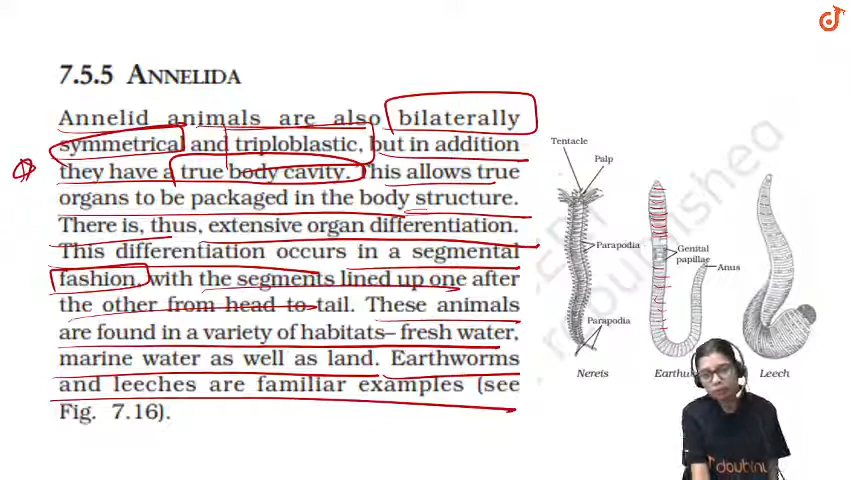 7.5.5 ANNELIDA
Annelid animals are also bilaterally
symmetrical and triploblastic, but in addition
they have a true body cavity. This allows true
organs to be packaged in the body structure.
There is, thus, extensive organ differentiation.
This differentiation occurs in a segmental
fashion, with the segments lined up one after
the other from head to tail. These animals
are found in a variety of habitats– fresh water,
marine water as well as land. Earthworms
and leeches are familiar examples (see
Fig. 7.16).
Tentacle
Palp
Parapodia
Parapodia
Nereis
Genital
papillae
Anus
Leech
republished
doubtnut